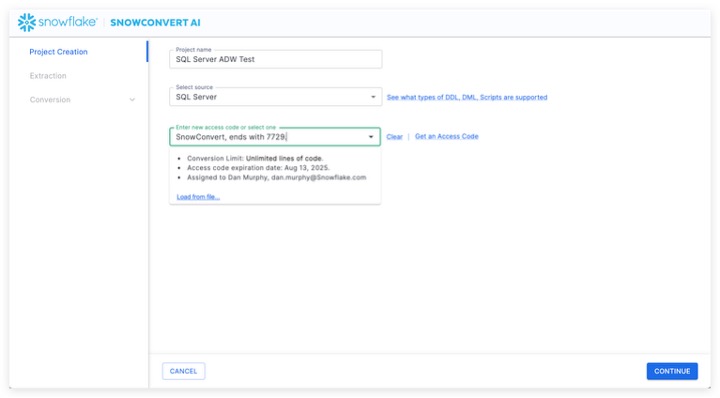 snowflake® | SNOWCONVERT AI
Project Creation
Extraction
Conversion
Project name
SQL Server ADW Test
Select source
SQL Server
See what types of DDL, DML, Scripts are supported
Enter new access code or select one
SnowConvert, ends with 7729.
Clear | Get an Access Code
• Conversion Limit: Unlimited lines of code.
• Access code expiration date: Aug 13, 2025.
• Assigned to Dan Murphy, dan.murphy@Snowflake.com
Load from file...
CANCEL
CONTINUE